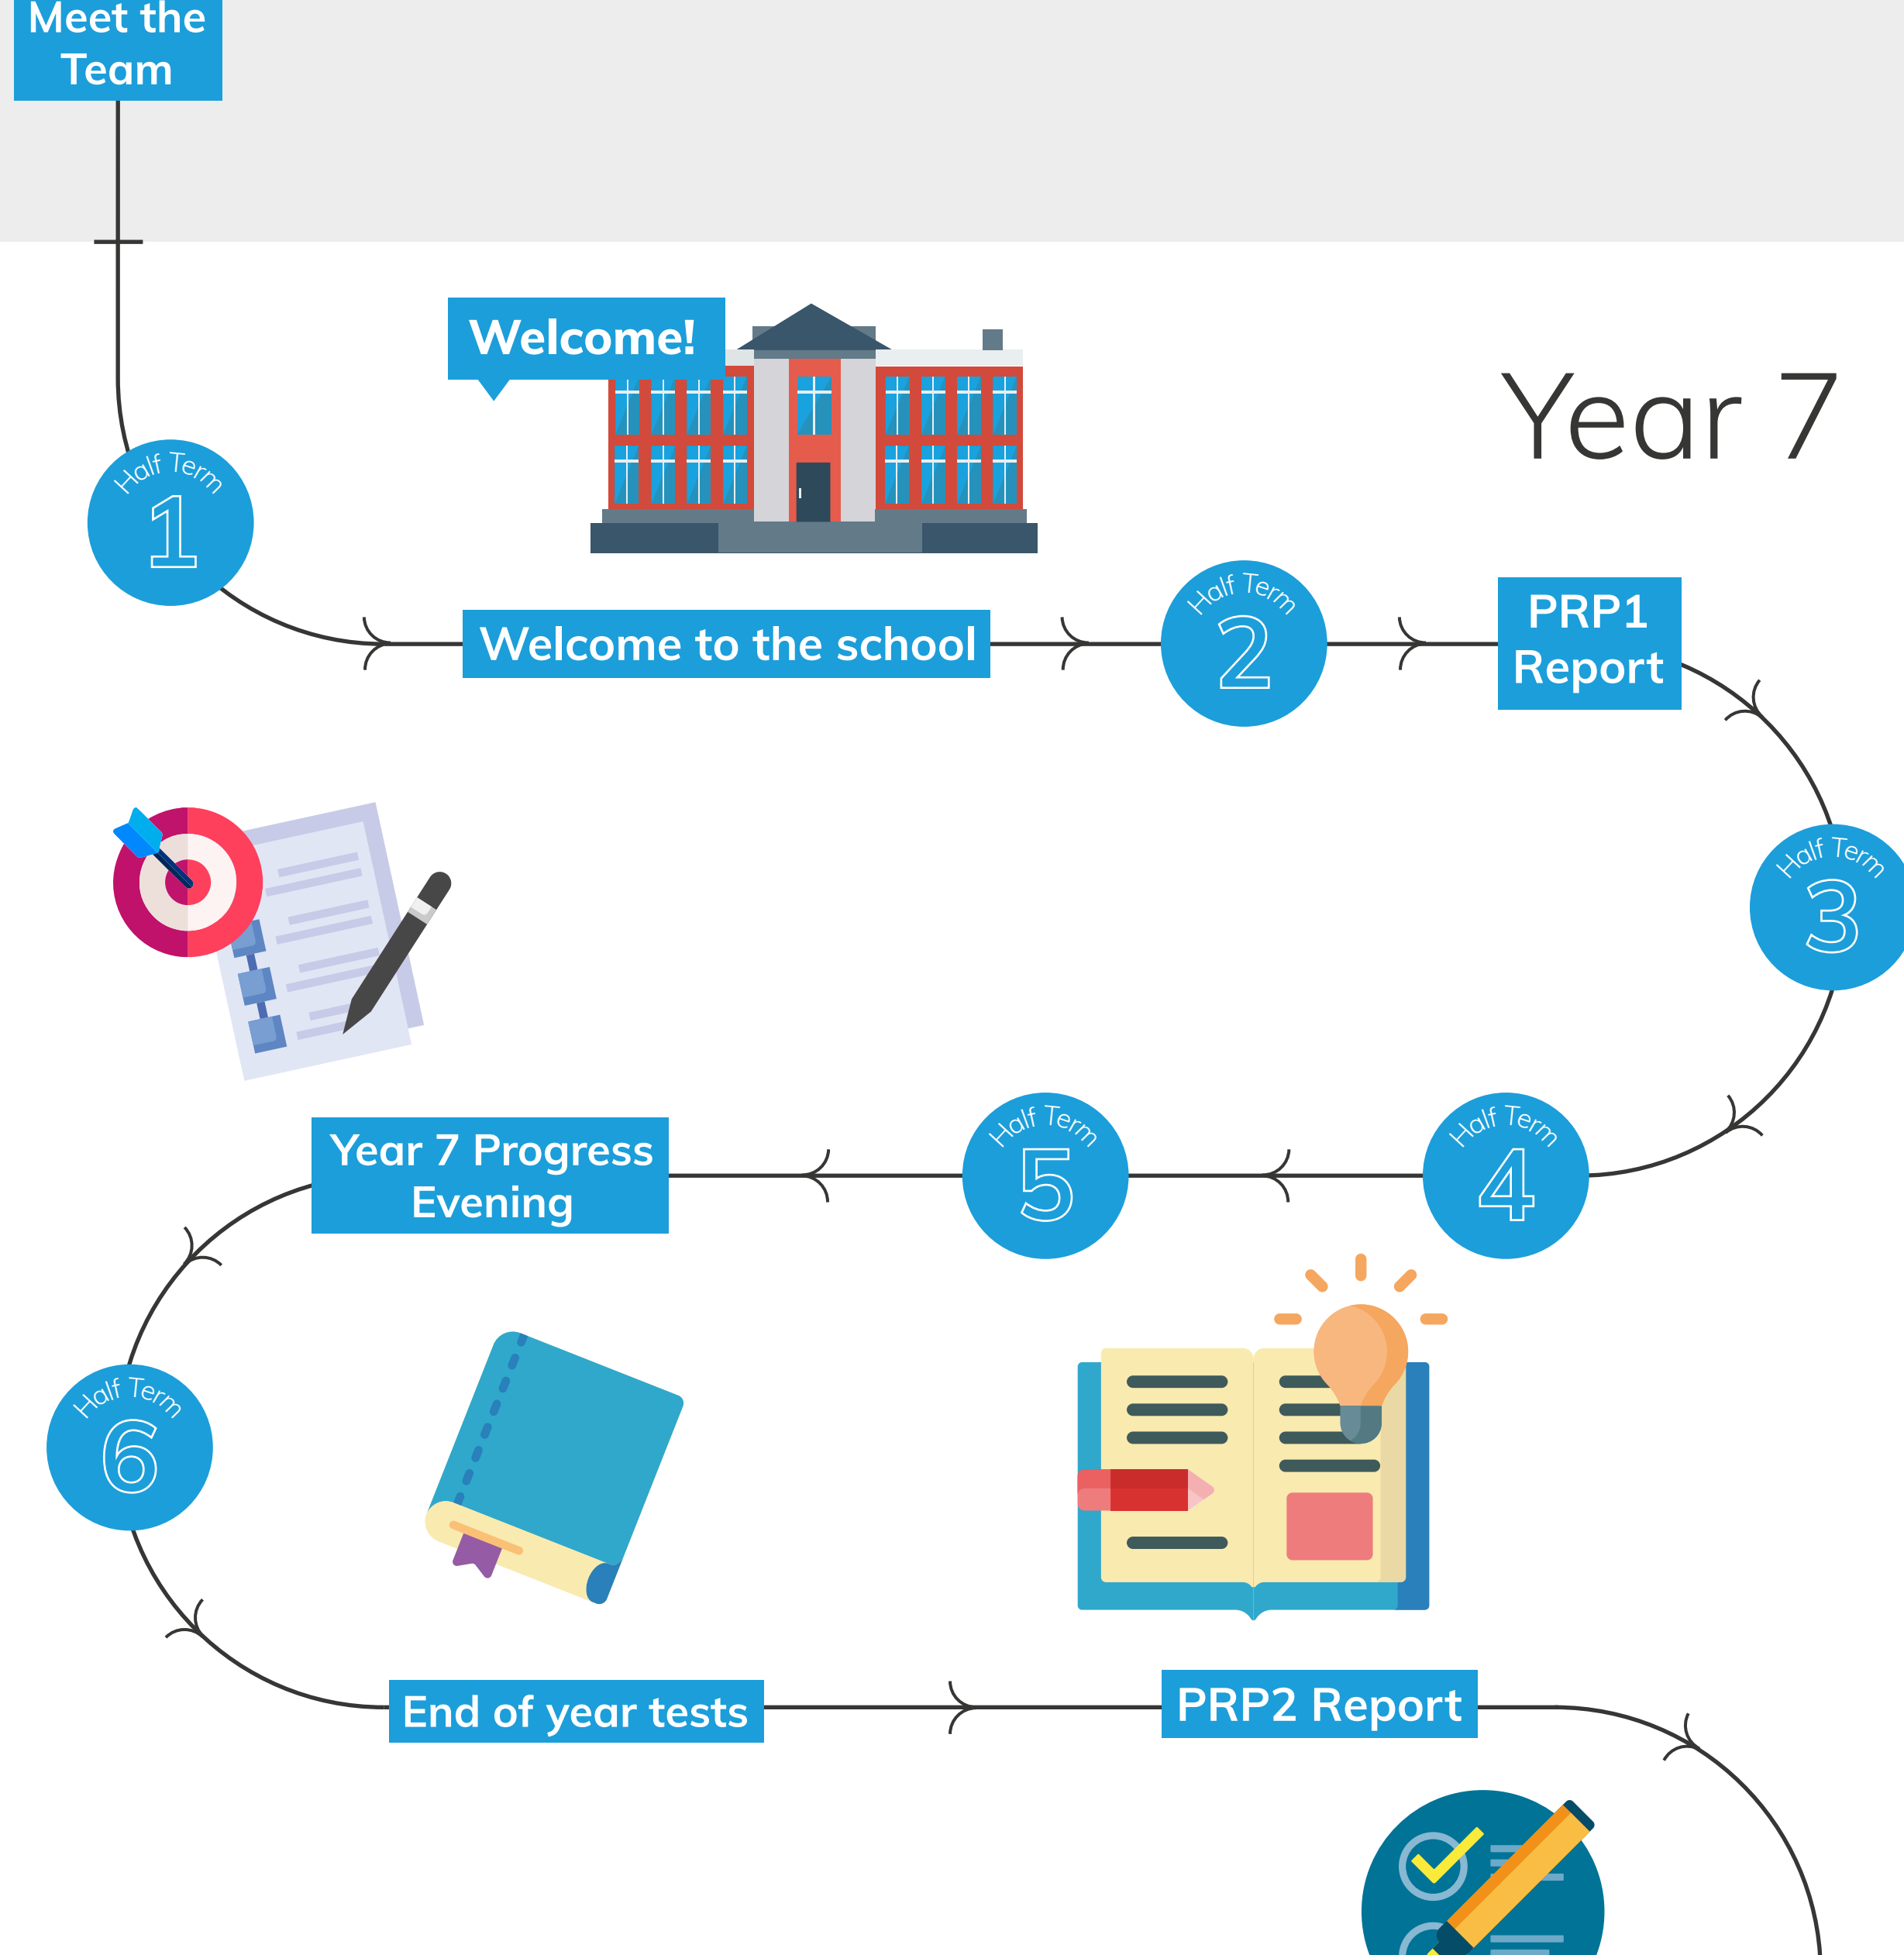 Meet the
Team
Welcome!
Year 7
Half Term
1
Welcome to the school
Half Term
2
PRP1
Report
Half Term
3
Half Term
4
Half Term
5
Year 7 Progress
Evening
Half Term
6
End of year tests
PRP2 Report